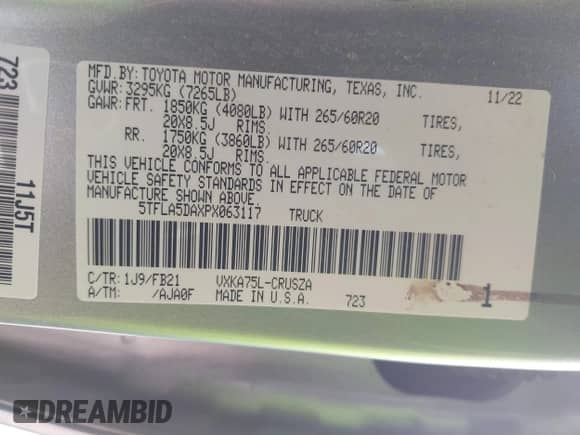 MFD.BY:TOYOTA MOTOR MANUFACTURING, TEXAS, INC. 11/22
GVWR:3295KG (7265LB)
GAWR:FRT. 1850KG (4080LB) WITH 265/60R20 TIRES,
20X8.5J RIMS.
RR. 1750KG (3860LB) WITH 265/60R20 TIRES,
20X8.5J RIMS.
THIS VEHICLE CONFORMS TO ALL APPLICABLE FEDERAL MOTOR
VEHICLE SAFETY STANDARDS IN EFFECT ON THE DATE OF
MANUFACTURE SHOWN ABOVE.
5TFLA5DAXPX063117 TRUCK
C/TR:1J9/FB21 VXKA75L-CRUSZA
A/TM: /AJA0F MADE IN U.S.A. 723 1
723
11J5T
DREAMBID